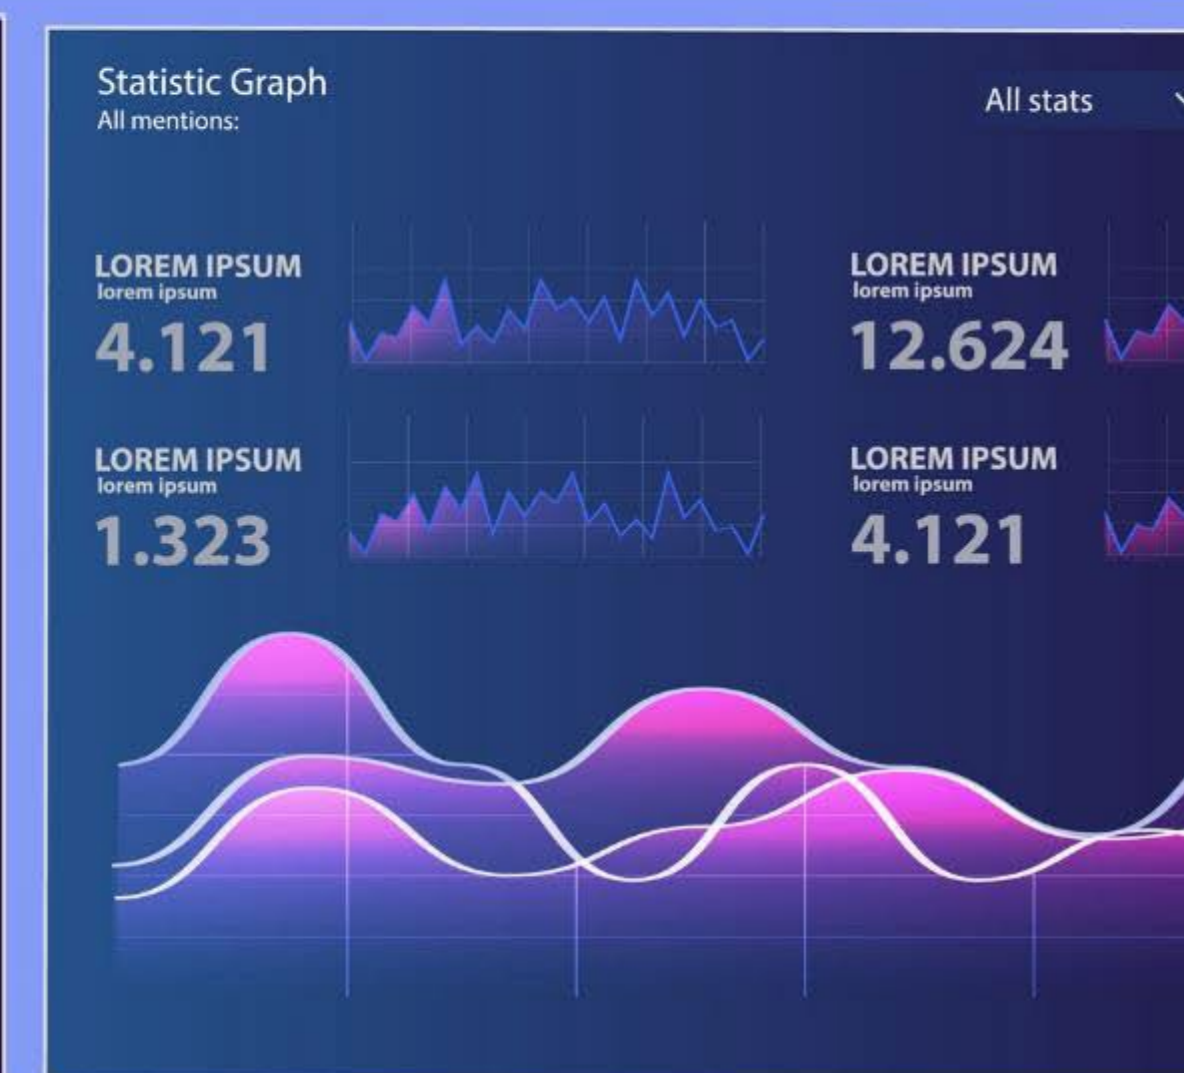 Statistic Graph
All mentions:
All stats
LOREM IPSUM
lorem ipsum
4.121
LOREM IPSUM
lorem ipsum
12.624
LOREM IPSUM
lorem ipsum
1.323
LOREM IPSUM
lorem ipsum
4.121